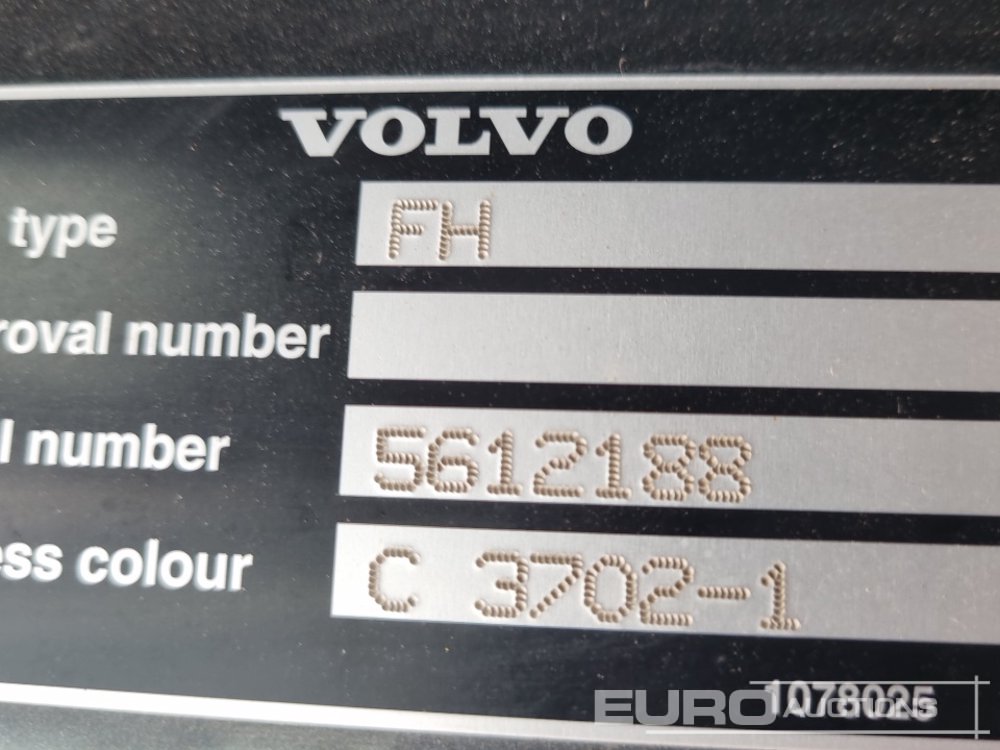 VOLVO
type FH
roval number
l number 5612188
ess colour C 3702-1
1078025
EURO AUCTIONS